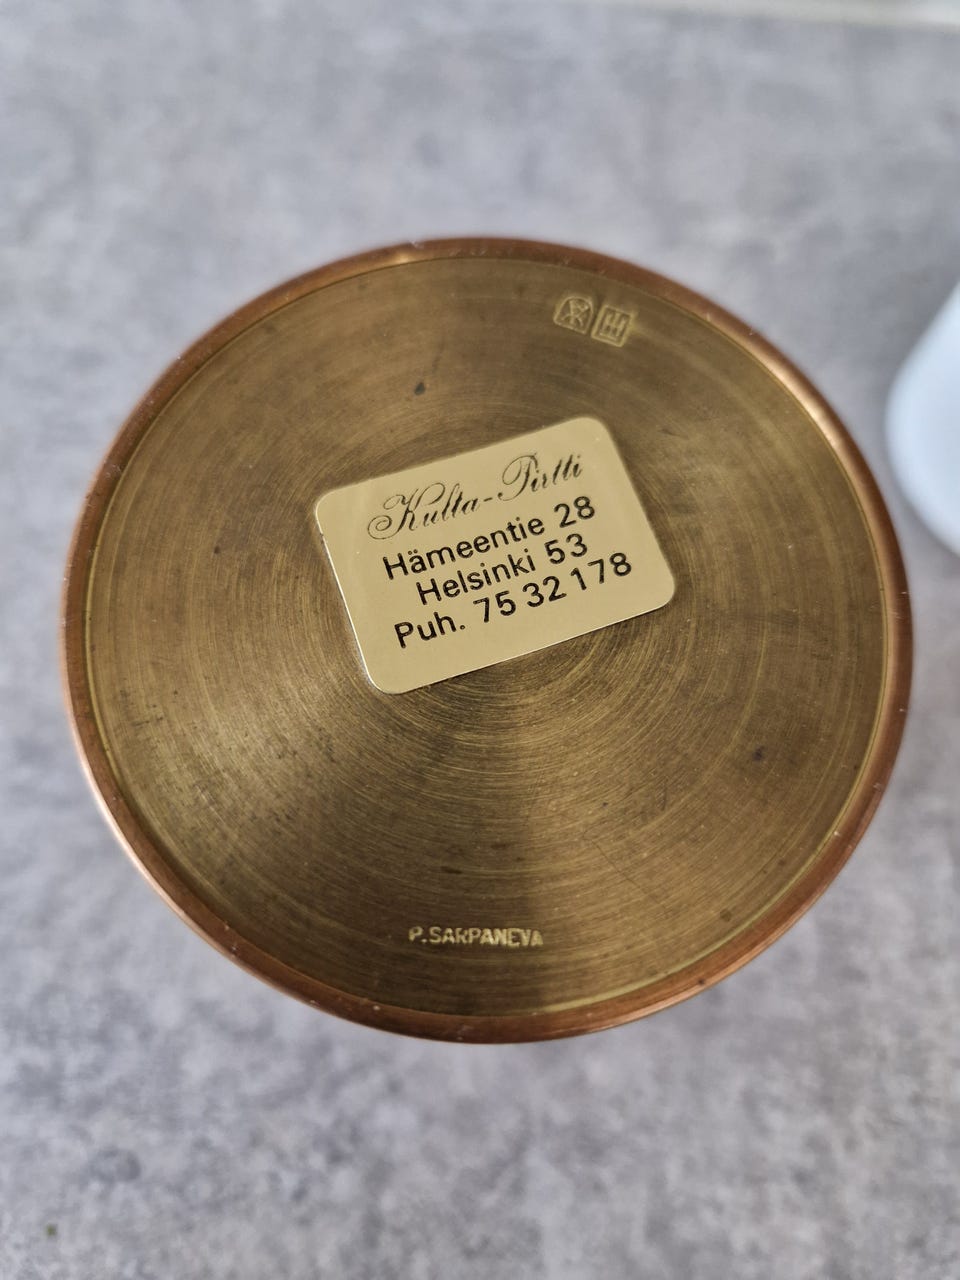 Kulta-Pirtti
Hämeentie 28
Helsinki 53
Puh. 75 32 178
P. SARPANEVA